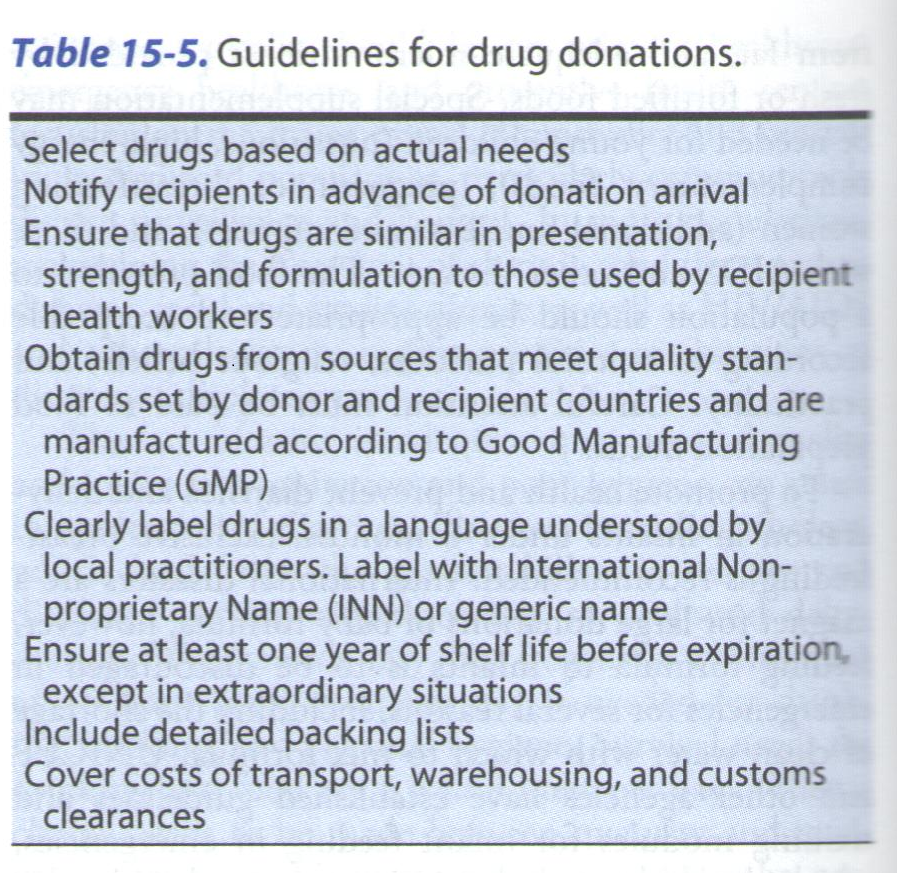 Table 15-5. Guidelines for drug donations.
Select drugs based on actual needs
Notify recipients in advance of donation arrival
Ensure that drugs are similar in presentation,
strength, and formulation to those used by recipient
health workers
Obtain drugs from sources that meet quality stan-
dards set by donor and recipient countries and are
manufactured according to Good Manufacturing
Practice (GMP)
Clearly label drugs in a language understood by
local practitioners. Label with International Non-
proprietary Name (INN) or generic name
Ensure at least one year of shelf life before expiration,
except in extraordinary situations
Include detailed packing lists
Cover costs of transport, warehousing, and customs
clearances